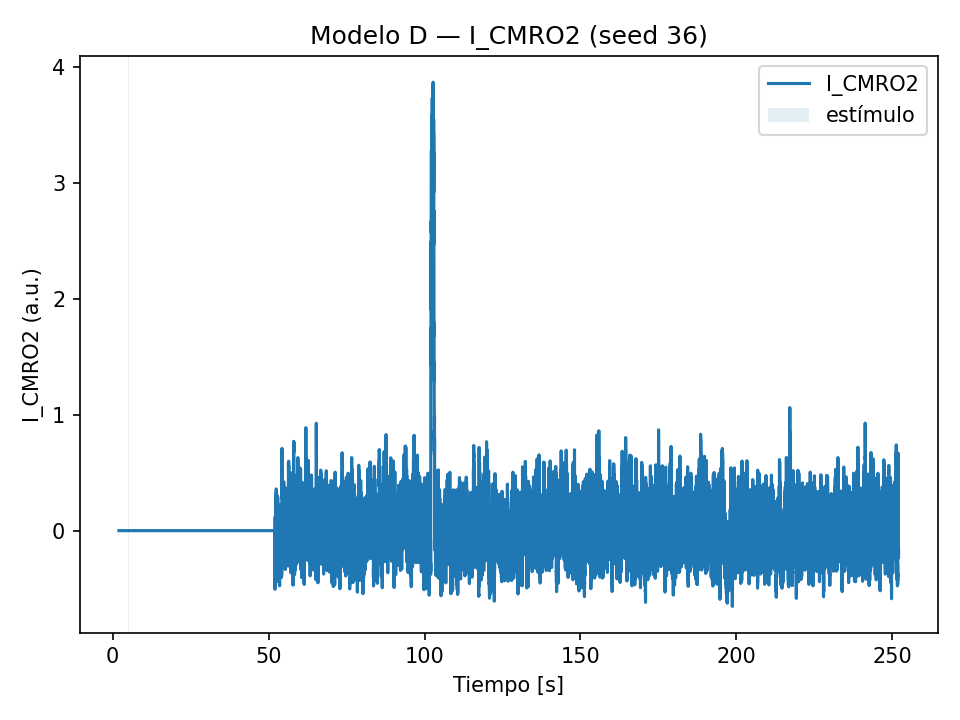 Modelo D — I_CMRO2 (seed 36)
I_CMRO2
estímulo
I_CMRO2 (a.u.)
4
3
2
1
0
0 50 100 150 200 250
Tiempo [s]